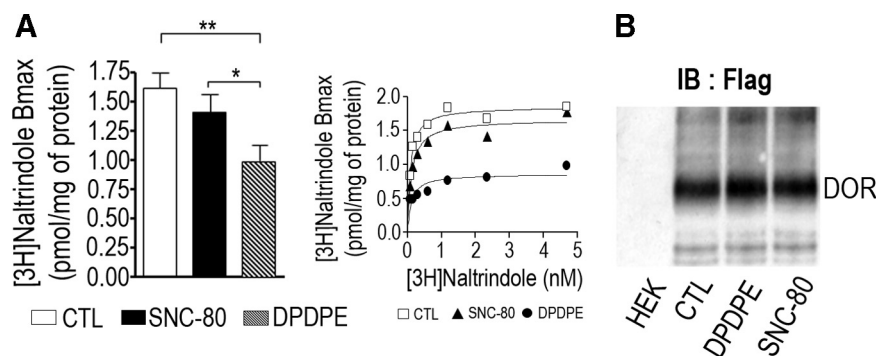 A
**
*
[3H]Naltrindole Bmax
(pmol/mg of protein)
1.75
1.50
1.25
1.00
0.75
0.50
0.25
0.00
CTL
SNC-80
DPDPE
[3H]Naltrindole Bmax
(pmol/mg of protein)
2.0
1.5
1.0
0.5
0.0
0 1 2 3 4 5
[3H]Naltrindole (nM)
CTL
SNC-80
DPDPE
B
IB : Flag
DOR
HEK
CTL
DPDPE
SNC-80